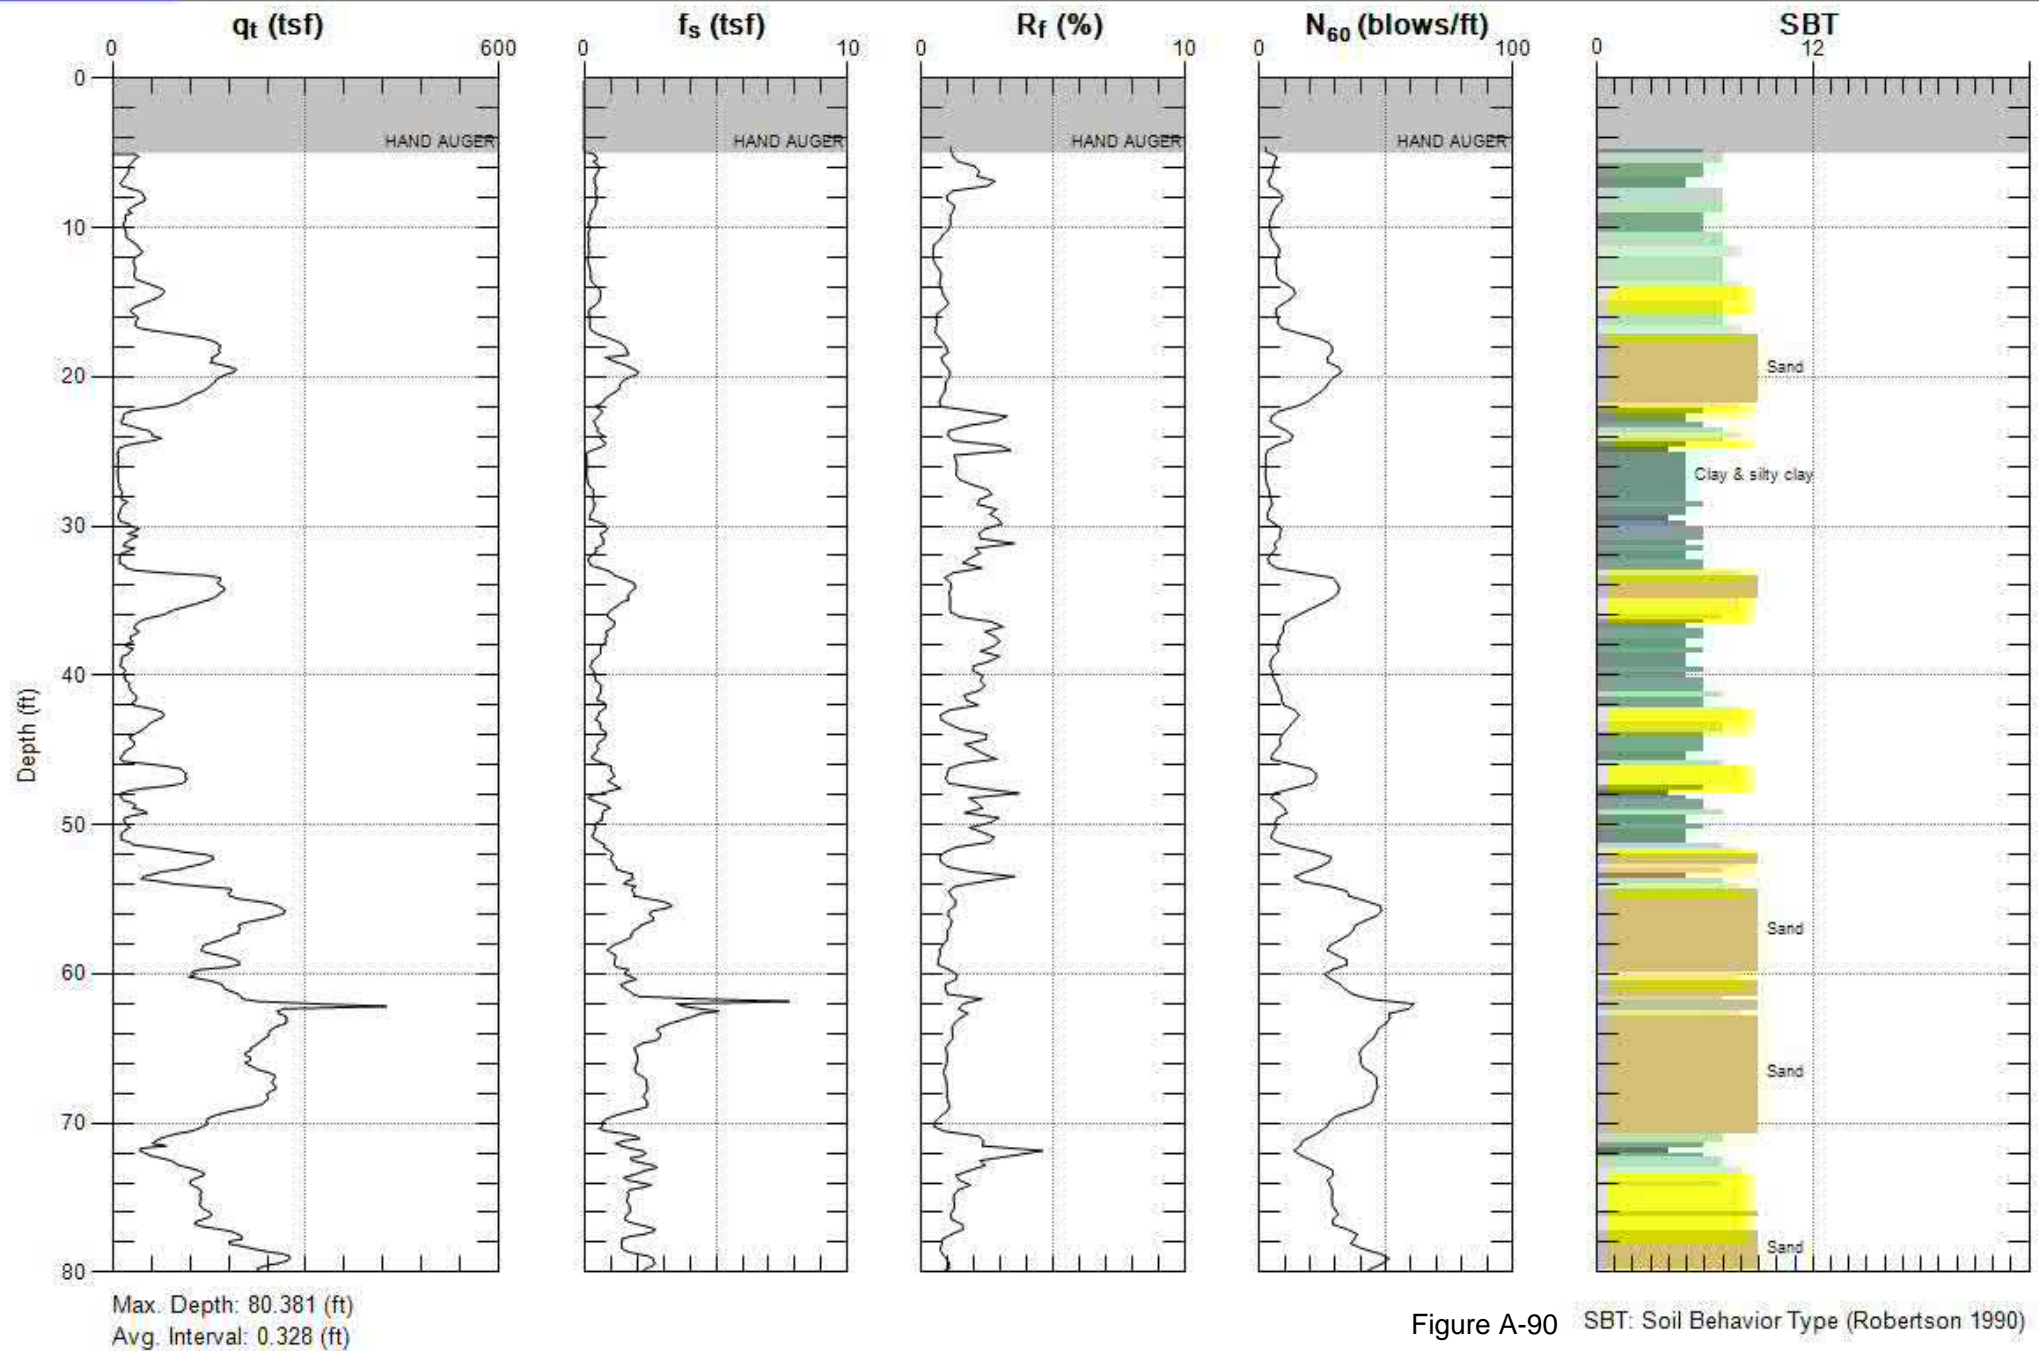 qt (tsf) fs (tsf) Rf (%) N60 (blows/ft) SBT
0 600 0 10 0 10 0 100 0 12
0
HAND AUGER HAND AUGER HAND AUGER HAND AUGER
10
Sand
20
Clay & silty clay
30
40
Depth (ft)
50
Sand
60
Sand
70
Sand
80
Max. Depth: 80.381 (ft)
Avg. Interval: 0.328 (ft)
Figure A-90 SBT: Soil Behavior Type (Robertson 1990)